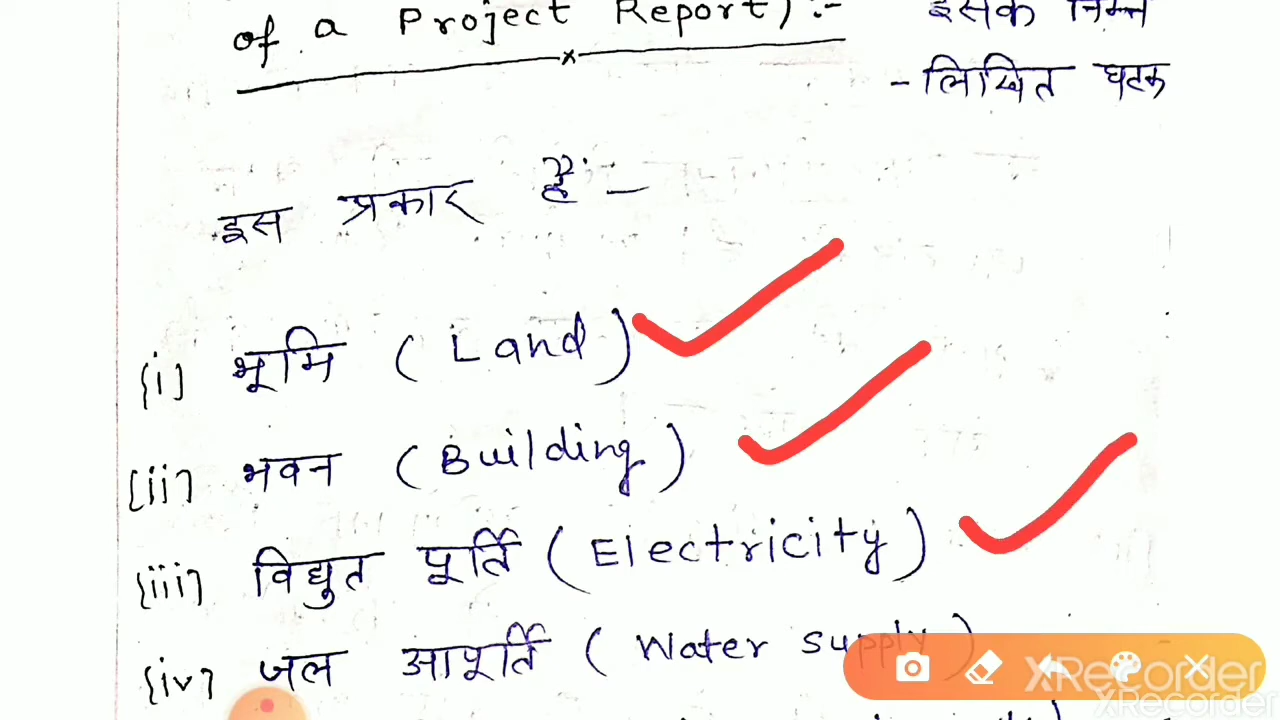 of a Project Report) :- इसके निम्न
- लिखित घटक
इस प्रकार हैं -
(i) भूमि (Land)
(ii) भवन (Building)
(iii) विद्युत पूर्ति (Electricity)
(iv) जल आपूर्ति (Water supply)
XRecorder
XRecorder